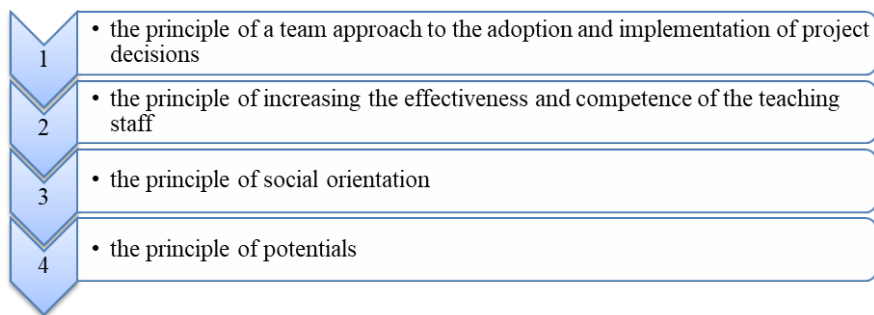 1
• the principle of a team approach to the adoption and implementation of project
decisions
2
• the principle of increasing the effectiveness and competence of the teaching
staff
3
• the principle of social orientation
4
• the principle of potentials